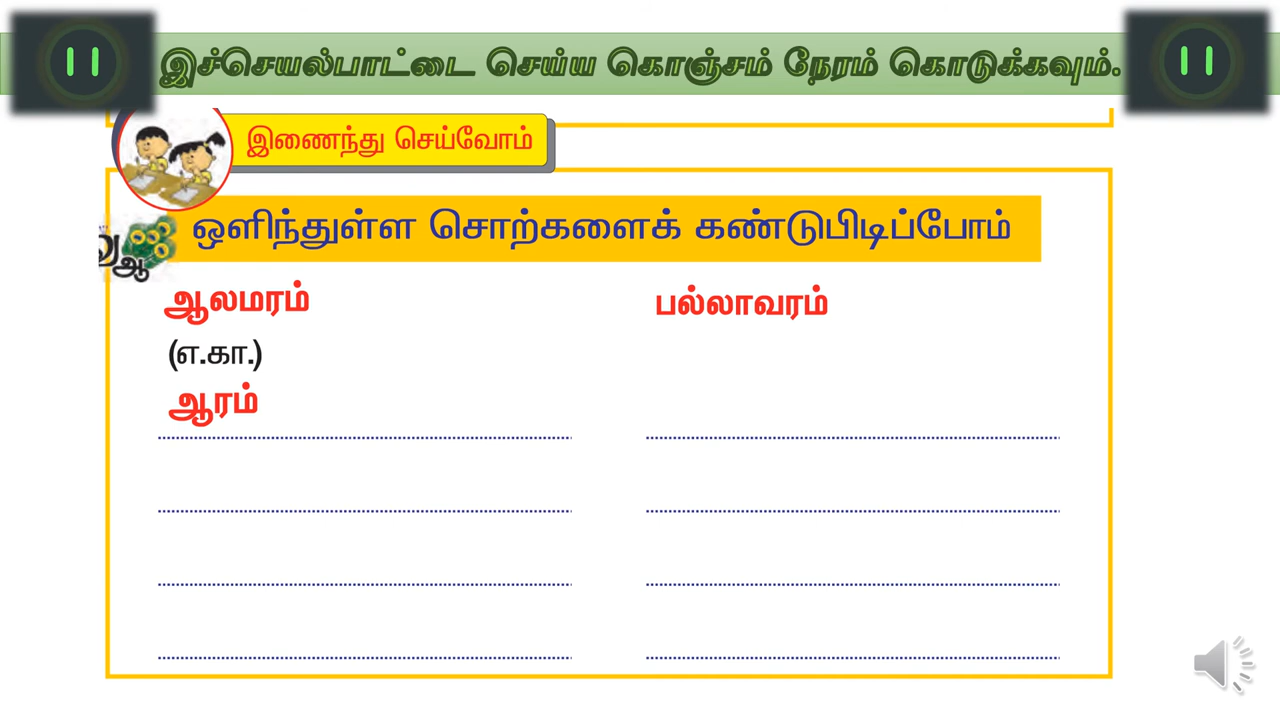 இச்செயல்பாட்டை செய்ய கொஞ்சம் நேரம் கொடுக்கவும்.
இணைந்து செய்வோம்
ஒளிந்துள்ள சொற்களைக் கண்டுபிடிப்போம்
ஆலமரம்
பல்லாவரம்
(எ.கா.)
ஆரம்